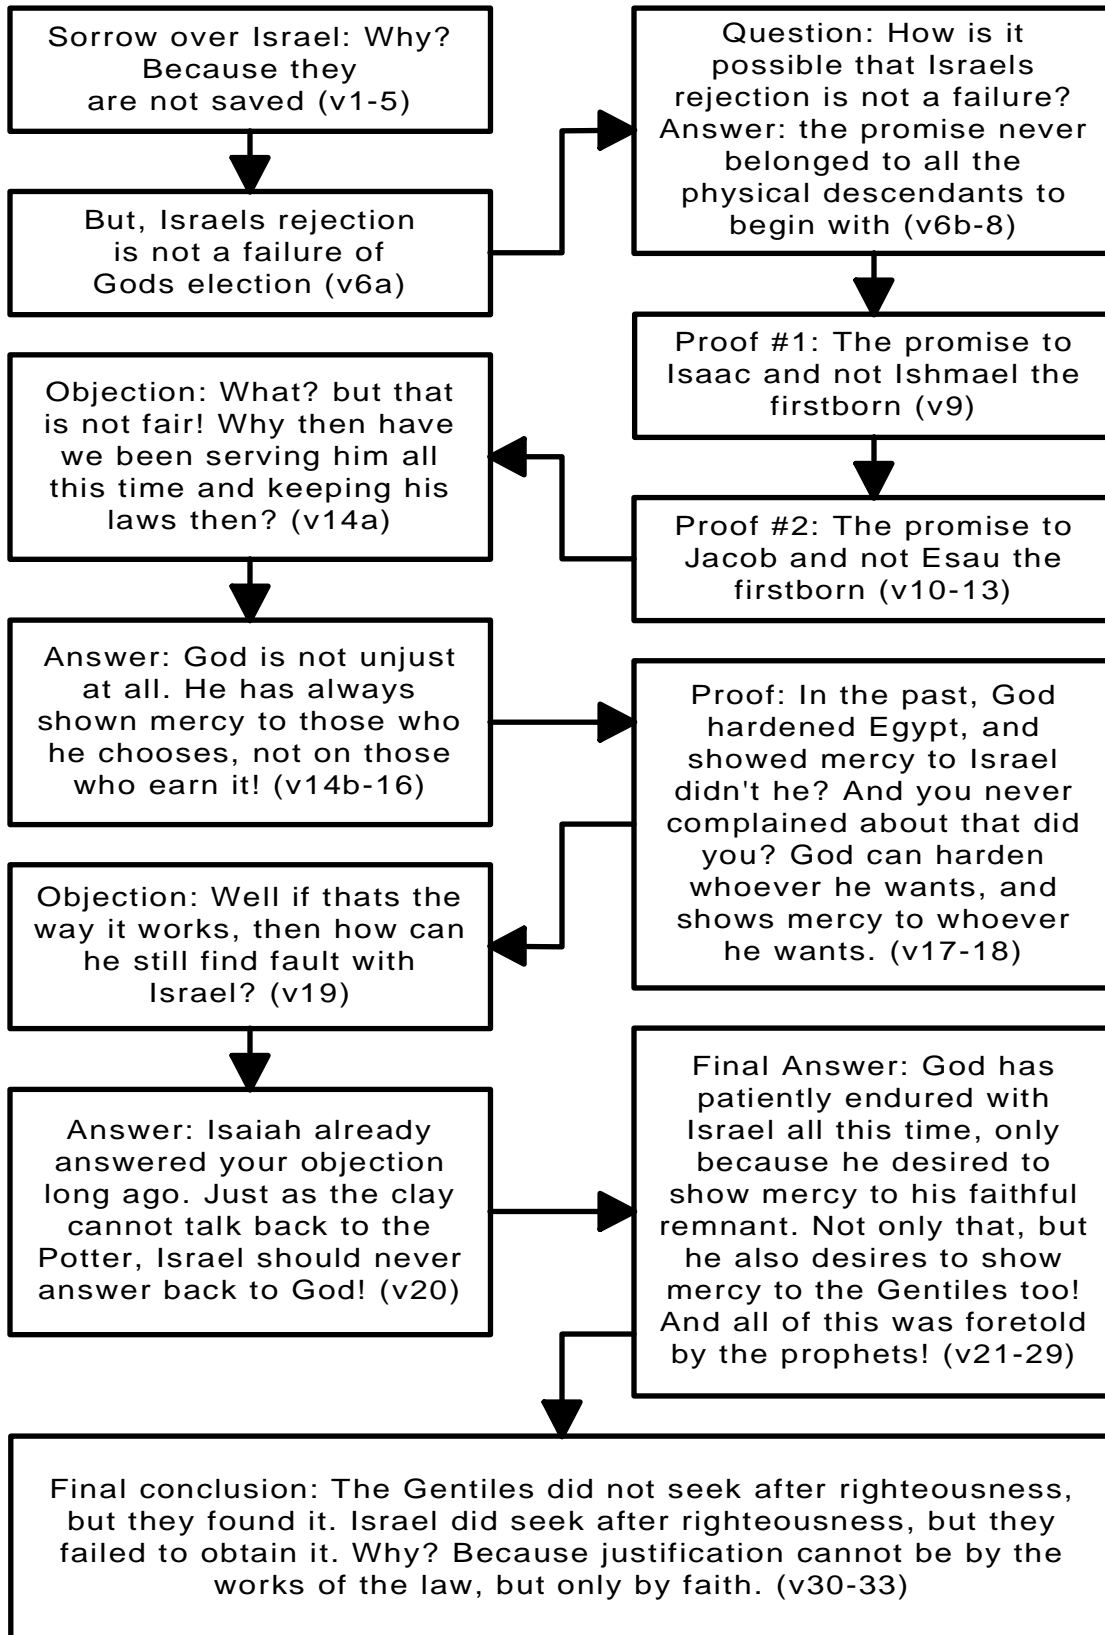 Sorrow over Israel: Why?
Because they
are not saved (v1-5)
But, Israels rejection
is not a failure of
Gods election (v6a)
Question: How is it
possible that Israels
rejection is not a failure?
Answer: the promise never
belonged to all the
physical descendants to
begin with (v6b-8)
Proof #1: The promise to
Isaac and not Ishmael the
firstborn (v9)
Proof #2: The promise to
Jacob and not Esau the
firstborn (v10-13)
Objection: What? but that
is not fair! Why then have
we been serving him all
this time and keeping his
laws then? (v14a)
Answer: God is not unjust
at all. He has always
shown mercy to those who
he chooses, not on those
who earn it! (v14b-16)
Proof: In the past, God
hardened Egypt, and
showed mercy to Israel
didn't he? And you never
complained about that did
you? God can harden
whoever he wants, and
shows mercy to whoever
he wants. (v17-18)
Objection: Well if thats the
way it works, then how can
he still find fault with
Israel? (v19)
Answer: Isaiah already
answered your objection
long ago. Just as the clay
cannot talk back to the
Potter, Israel should never
answer back to God! (v20)
Final Answer: God has
patiently endured with
Israel all this time, only
because he desired to
show mercy to his faithful
remnant. Not only that, but
he also desires to show
mercy to the Gentiles too!
And all of this was foretold
by the prophets! (v21-29)
Final conclusion: The Gentiles did not seek after righteousness,
but they found it. Israel did seek after righteousness, but they
failed to obtain it. Why? Because justification cannot be by the
works of the law, but only by faith. (v30-33)